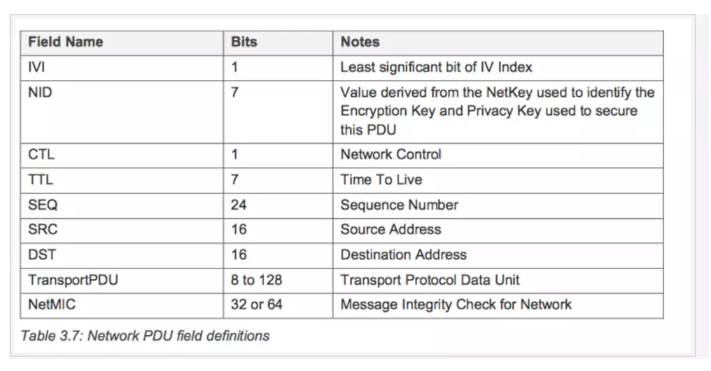 Field Name Bits Notes
IVI 1 Least significant bit of IV Index
NID 7 Value derived from the NetKey used to identify the
Encryption Key and Privacy Key used to secure
this PDU
CTL 1 Network Control
TTL 7 Time To Live
SEQ 24 Sequence Number
SRC 16 Source Address
DST 16 Destination Address
TransportPDU 8 to 128 Transport Protocol Data Unit
NetMIC 32 or 64 Message Integrity Check for Network
Table 3.7: Network PDU field definitions